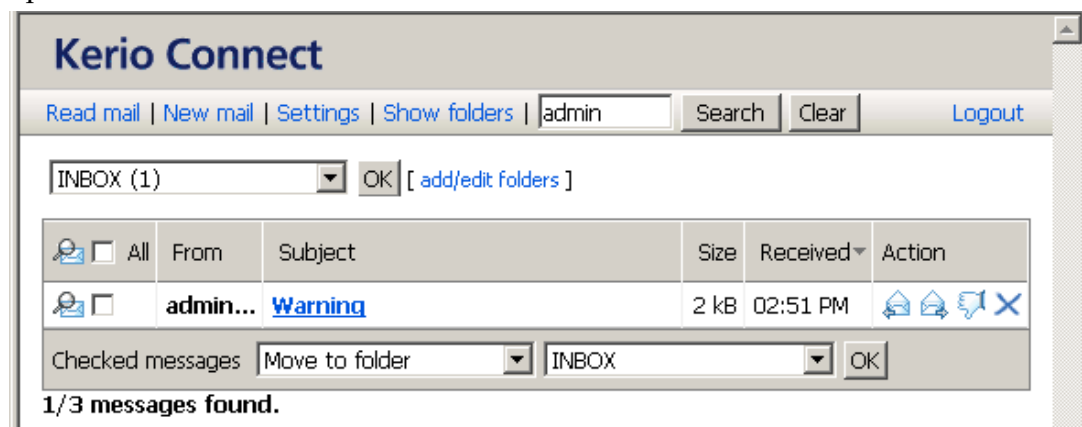 Kerio Connect
Read mail | New mail | Settings | Show folders | admin Search Clear Logout
INBOX (1) OK [ add/edit folders ]
All From Subject Size Received Action
admin... Warning 2 kB 02:51 PM
Checked messages Move to folder INBOX OK
1/3 messages found.